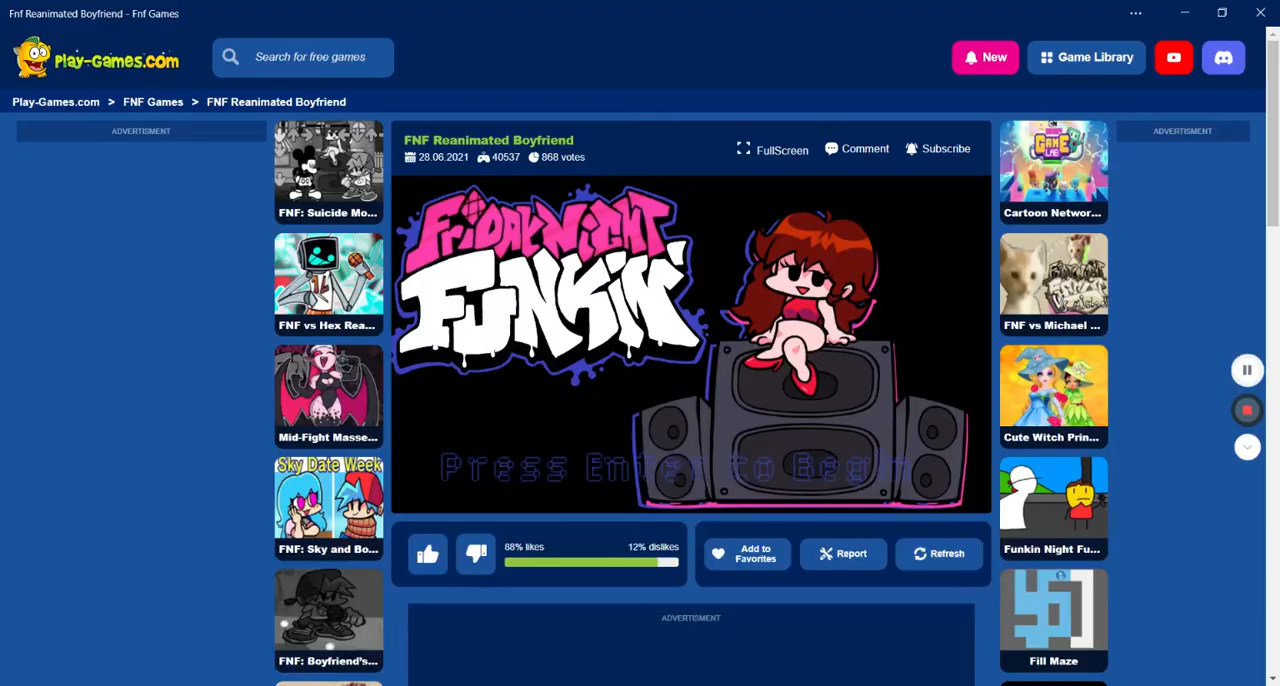 Fnf Reanimated Boyfriend - Fnf Games
PLay-GAmes.com
Search for free games
New
Game Library
Play-Games.com > FNF Games > FNF Reanimated Boyfriend
ADVERTISMENT
FNF: Suicide Mo...
FNF vs Hex Rea...
Mid-Fight Masse...
Sky Date Week
FNF: Sky and Bo...
FNF: Boyfriend's...
FNF Reanimated Boyfriend
28.06.2021 40537 868 votes
FullScreen
Comment
Subscribe
FRiDAY NiGHT
FUNKiN'
Press Enter to Begin
88% likes
12% dislikes
Add to
Favorites
Report
Refresh
ADVERTISMENT
GAME
LAB
Cartoon Networ...
FNF vs Michael ...
Cute Witch Prin...
Funkin Night Fu...
Fill Maze
ADVERTISMENT